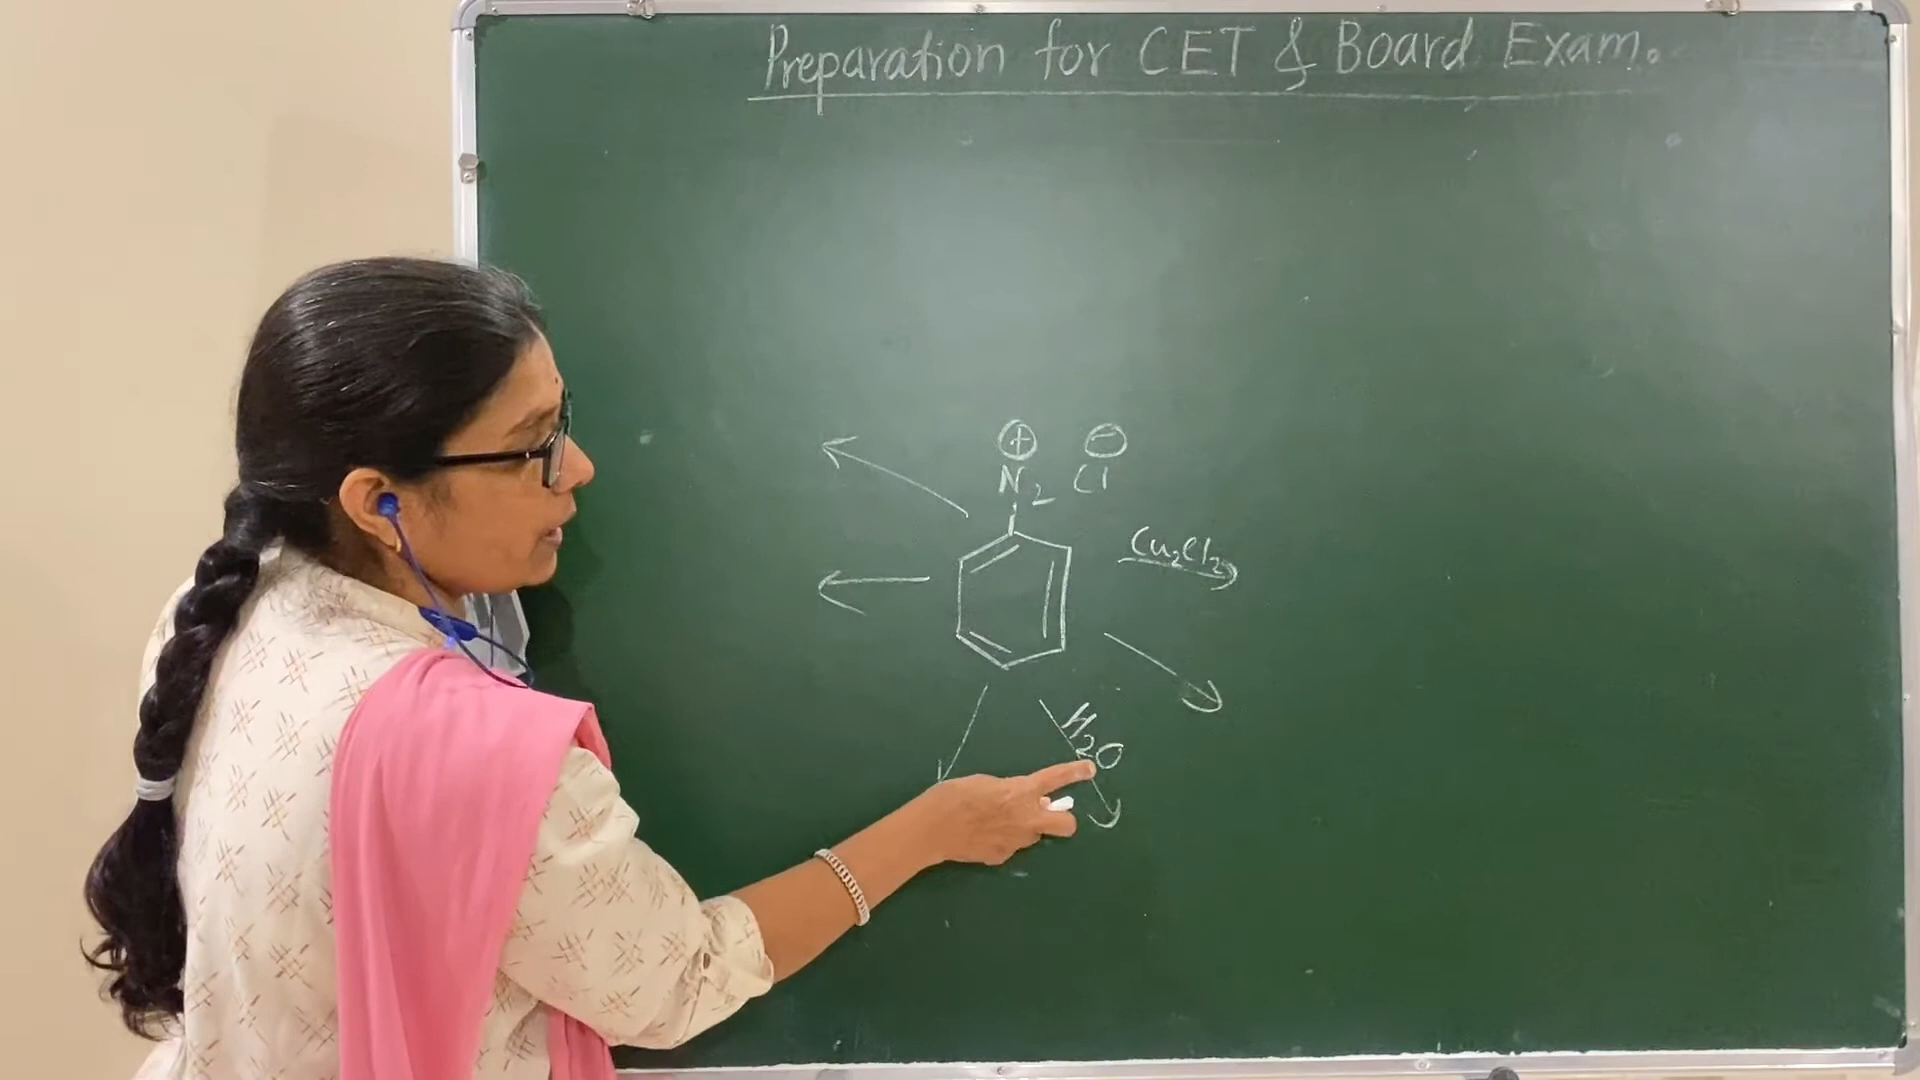 Preparation for CET & Board Exam.
⊕ ⊖
N2 Cl
Cu2Cl2
H2O